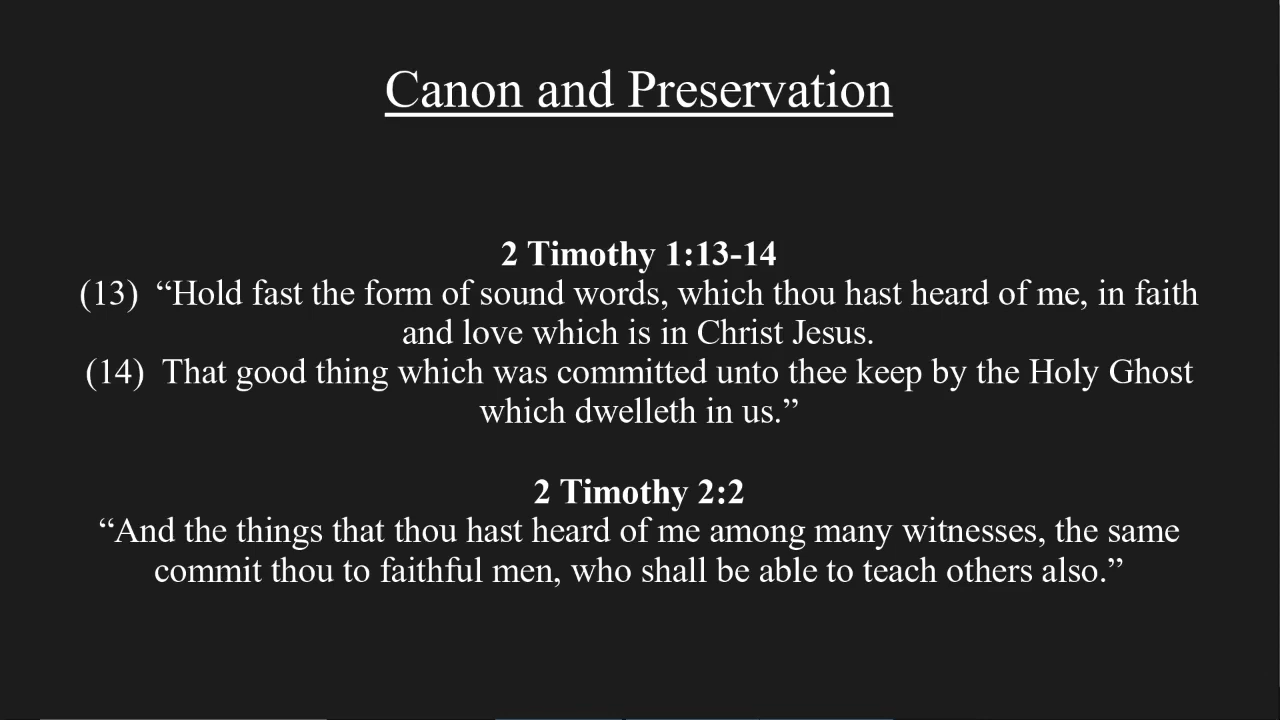 Canon and Preservation
2 Timothy 1:13-14
(13)  “Hold fast the form of sound words, which thou hast heard of me, in faith
and love which is in Christ Jesus.
(14)  That good thing which was committed unto thee keep by the Holy Ghost
which dwelleth in us.”
2 Timothy 2:2
“And the things that thou hast heard of me among many witnesses, the same
commit thou to faithful men, who shall be able to teach others also.”